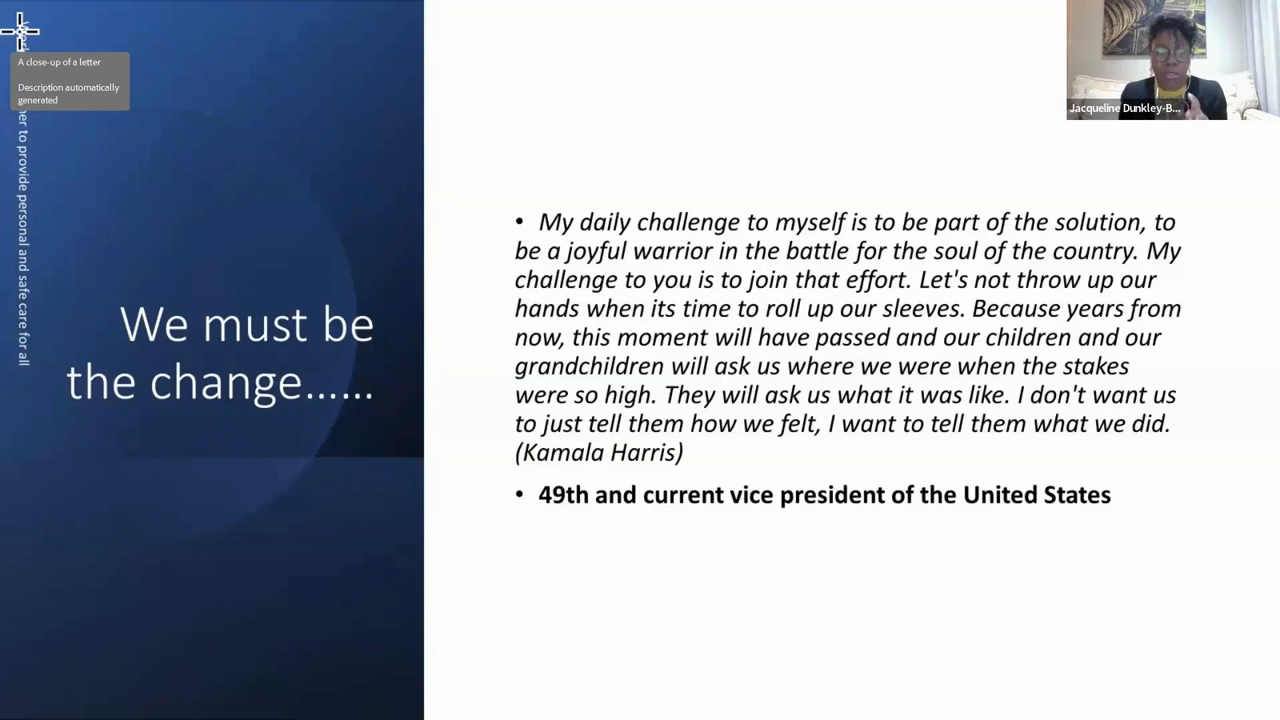 A close-up of a letter
Description automatically
generated
her to provide personal and safe care for all
We must be
the change......
• My daily challenge to myself is to be part of the solution, to
be a joyful warrior in the battle for the soul of the country. My
challenge to you is to join that effort. Let's not throw up our
hands when its time to roll up our sleeves. Because years from
now, this moment will have passed and our children and our
grandchildren will ask us where we were when the stakes
were so high. They will ask us what it was like. I don't want us
to just tell them how we felt, I want to tell them what we did.
(Kamala Harris)
• 49th and current vice president of the United States
Jacqueline Dunkley-B...